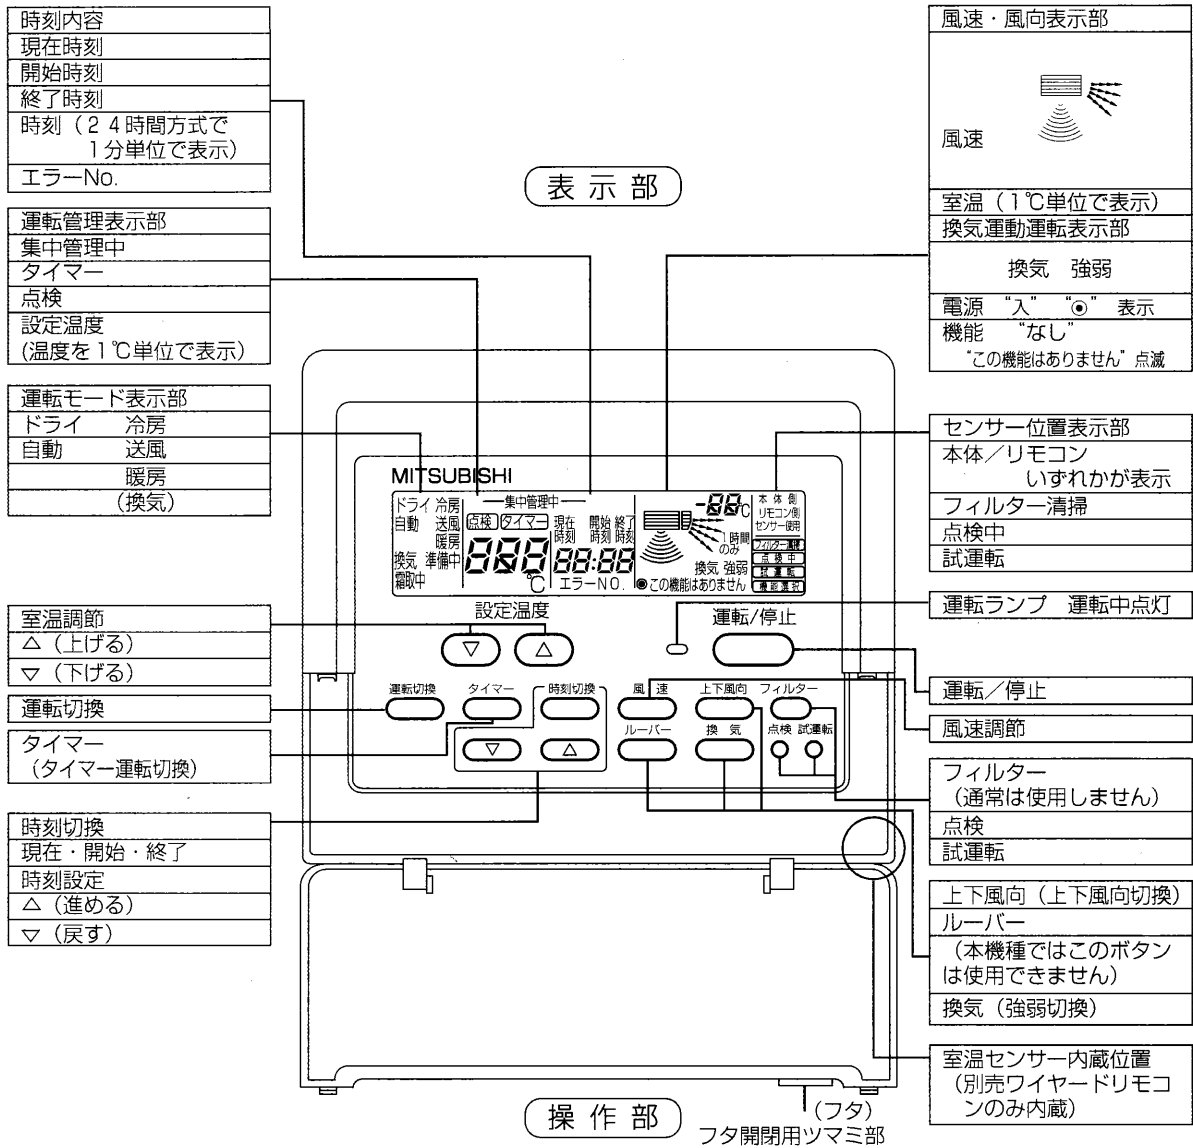 時刻内容
現在時刻
開始時刻
終了時刻
時刻（２４時間方式で
１分単位で表示）
エラーNo.
運転管理表示部
集中管理中
タイマー
点検
設定温度
(温度を１℃単位で表示)
運転モード表示部
ドライ 冷房
自動 送風
暖房
(換気)
室温調節
△（上げる）
▽（下げる）
運転切換
タイマー
（タイマー運転切換）
時刻切換
現在・開始・終了
時刻設定
△（進める）
▽（戻す）
表示部
MITSUBISHI
ドライ 冷房
自動 送風
暖房
換気 準備中
霜取中
集中管理中
点検 タイマー
現在時刻 開始時刻 終了時刻
888℃
88:88
エラーNO.
-88℃
1時間のみ
換気 強弱
◉この機能はありません
本体側
リモコン側
センサー使用
フィルター清掃
点検中
試運転
機能選択
設定温度
▽ △
運転/停止
運転切換 タイマー 時刻切換 風速 上下風向 フィルター
▽ △
ルーバー 換気 点検 試運転
操作部
（フタ）
フタ開閉用ツマミ部
風速・風向表示部
風速
室温（１℃単位で表示）
換気運動運転表示部
換気 強弱
電源 “入” “◉” 表示
機能 “なし”
“この機能はありません” 点滅
センサー位置表示部
本体／リモコン
いずれかが表示
フィルター清掃
点検中
試運転
運転ランプ 運転中点灯
運転／停止
風速調節
フィルター
（通常は使用しません）
点検
試運転
上下風向（上下風向切換）
ルーバー
（本機種ではこのボタン
は使用できません）
換気（強弱切換）
室温センサー内蔵位置
（別売ワイヤードリモコ
ンのみ内蔵）